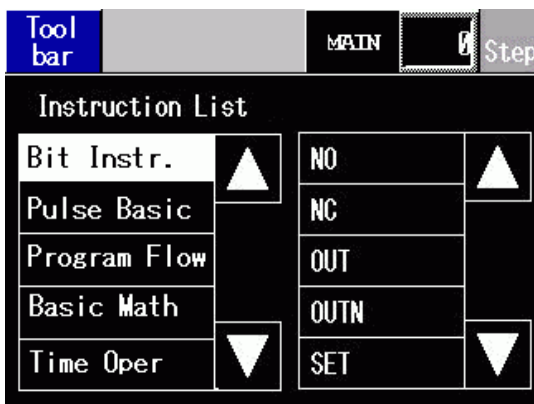 Tool
bar
MAIN
0
Step
Instruction List
Bit Instr.
NO
Pulse Basic
NC
Program Flow
OUT
Basic Math
OUTN
Time Oper
SET